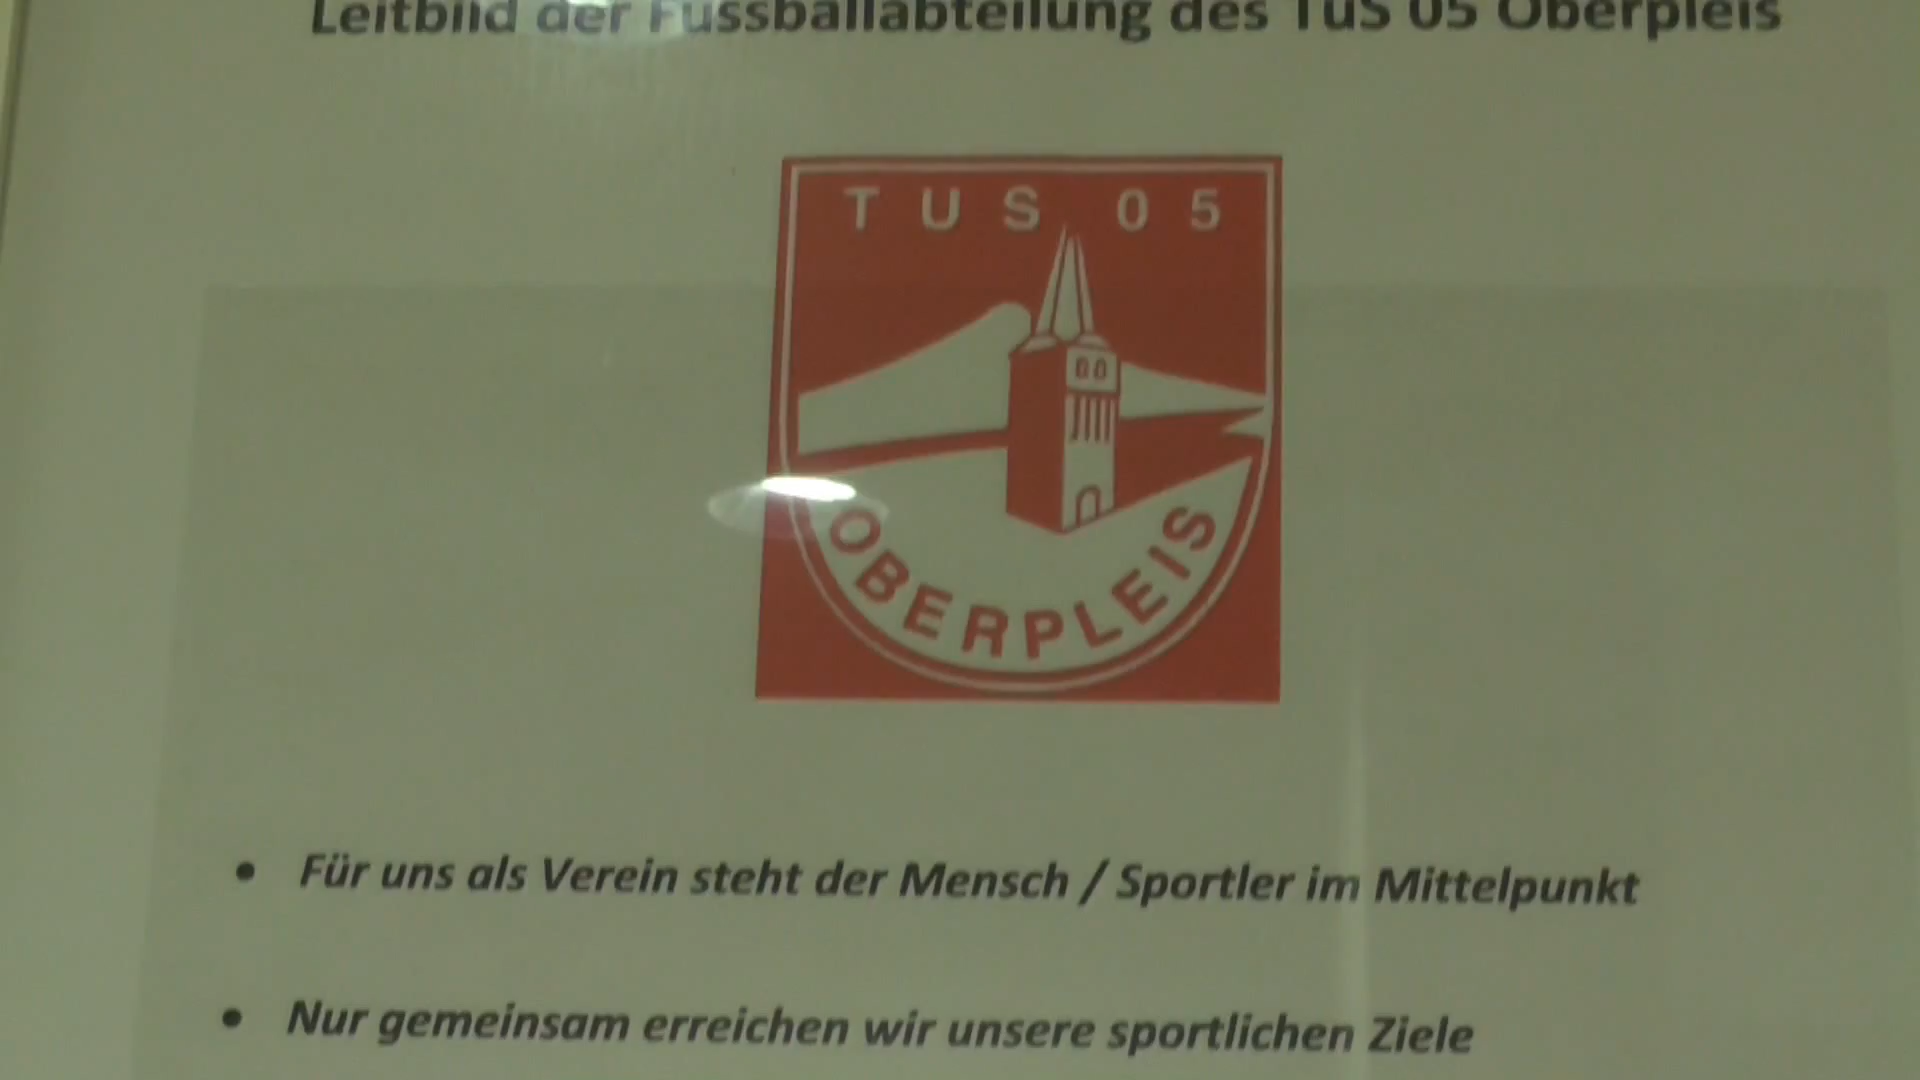 Leitbild der Fussballabteilung des TuS 05 Oberpleis
TUS 05
OBERPLEIS
• Für uns als Verein steht der Mensch / Sportler im Mittelpunkt
• Nur gemeinsam erreichen wir unsere sportlichen Ziele